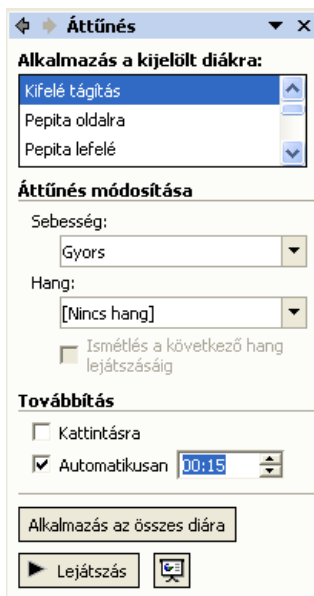 Áttűnés
Alkalmazás a kijelölt diákra:
Kifelé tágítás
Pepita oldalra
Pepita lefelé
Áttűnés módosítása
Sebesség:
Gyors
Hang:
[Nincs hang]
Ismétlés a következő hang
lejátszásáig
Továbbítás
Kattintásra
Automatikusan 00:15
Alkalmazás az összes diára
Lejátszás